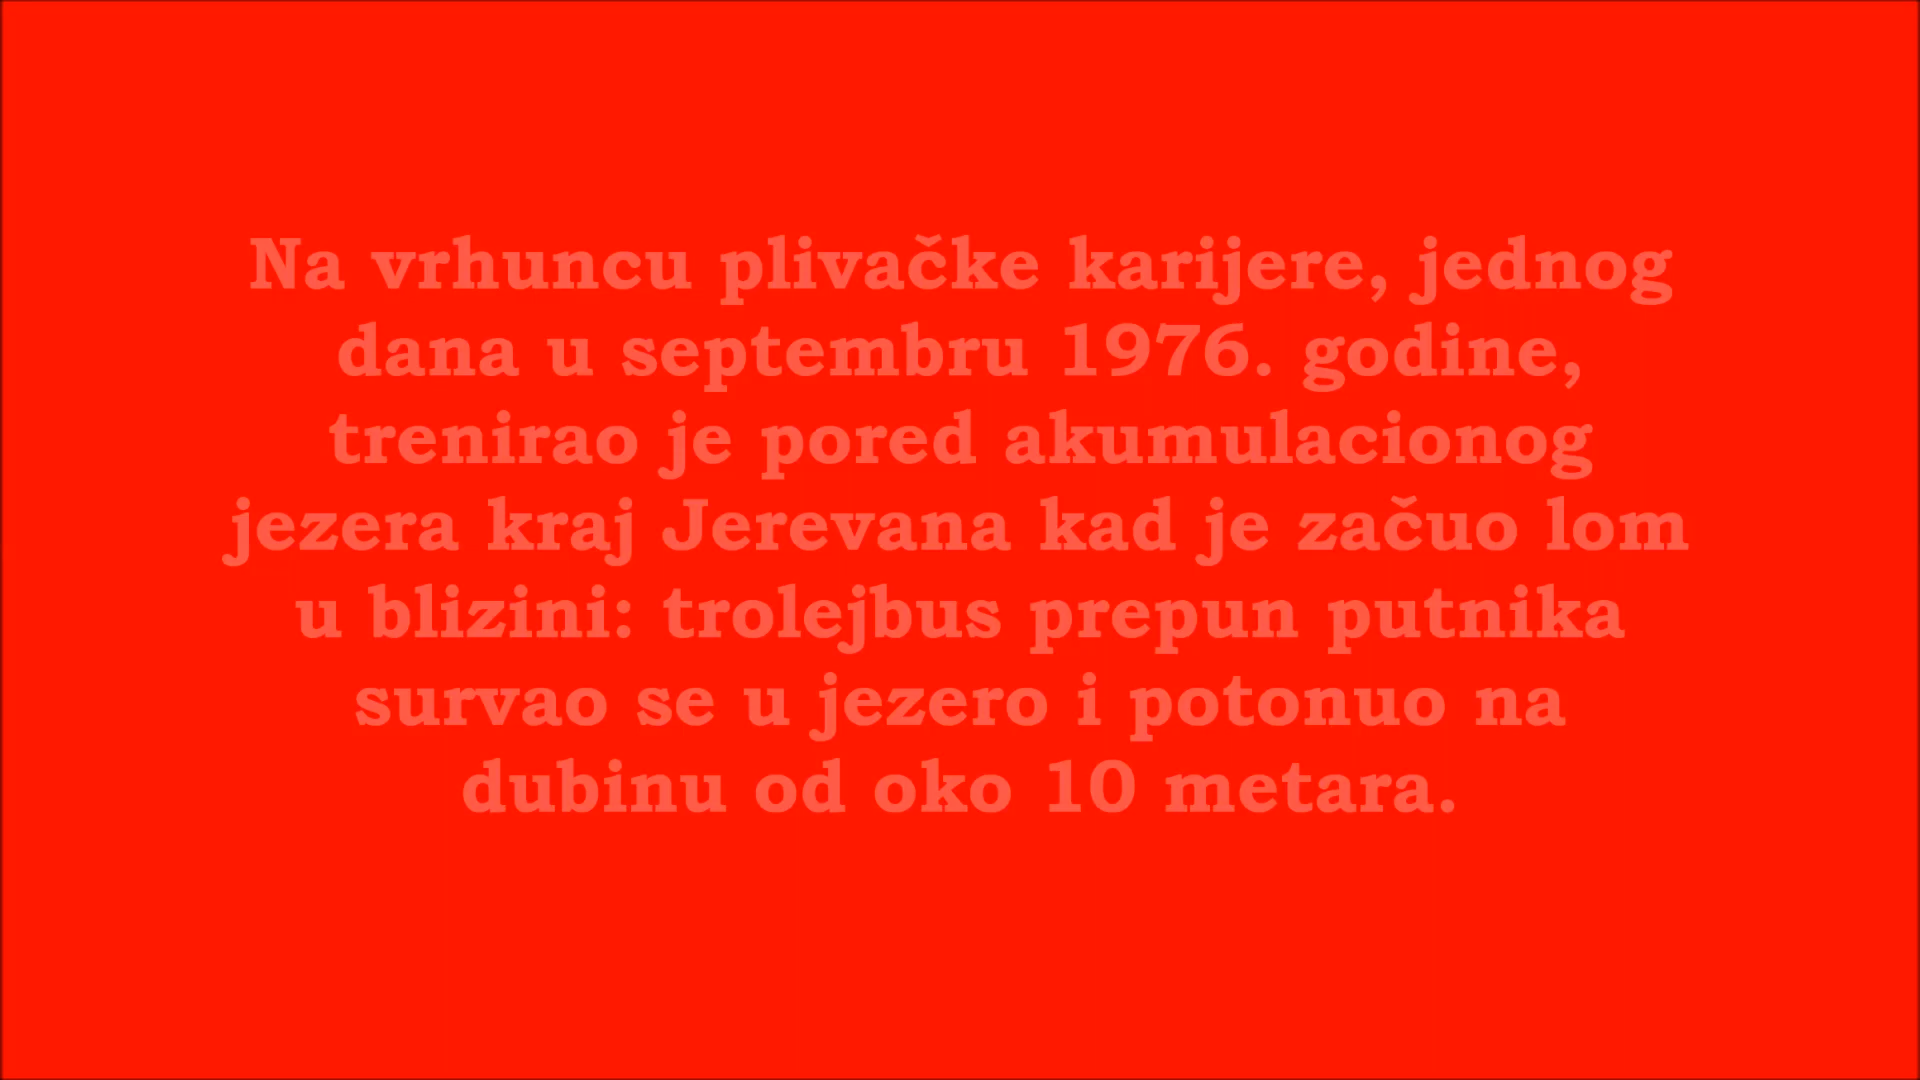 Na vrhuncu plivačke karijere, jednog
dana u septembru 1976. godine,
trenirao je pored akumulacionog
jezera kraj Jerevana kad je začuo lom
u blizini: trolejbus prepun putnika
survao se u jezero i potonuo na
dubinu od oko 10 metara.